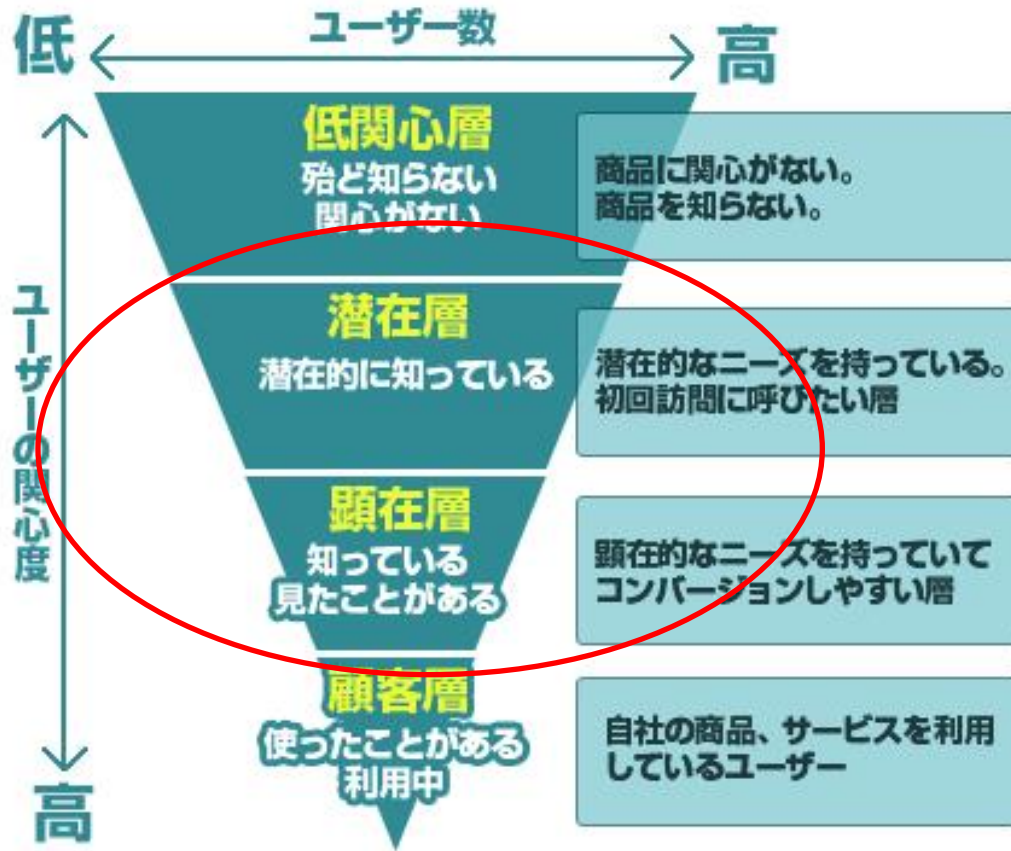 ユーザー数
低
高
低関心層
殆ど知らない
関心がない
商品に関心がない。
商品を知らない。
ユーザーの関心度
潜在層
潜在的に知っている
潜在的なニーズを持っている。
初回訪問に呼びたい層
顕在層
知っている
見たことがある
顕在的なニーズを持っていて
コンバージョンしやすい層
顧客層
使ったことがある
利用中
自社の商品、サービスを利用
しているユーザー
高